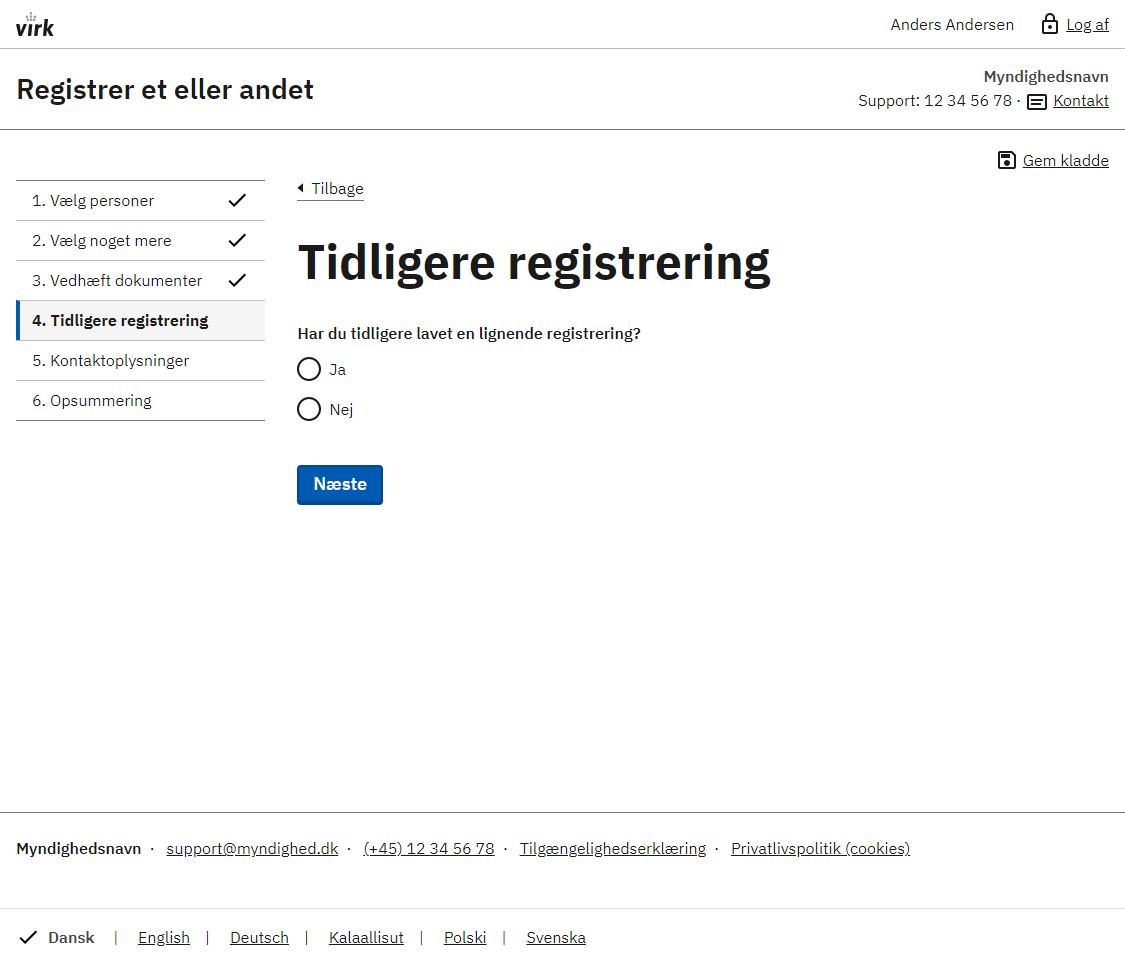 virk
Anders Andersen
Log af
Registrer et eller andet
Myndighedsnavn
Support: 12 34 56 78 · Kontakt
Gem kladde
1. Vælg personer
2. Vælg noget mere
3. Vedhæft dokumenter
4. Tidligere registrering
5. Kontaktoplysninger
6. Opsummering
Tilbage
Tidligere registrering
Har du tidligere lavet en lignende registrering?
Ja
Nej
Næste
Myndighedsnavn · support@myndighed.dk · (+45) 12 34 56 78 · Tilgængelighedserklæring · Privatlivspolitik (cookies)
Dansk | English | Deutsch | Kalaallisut | Polski | Svenska